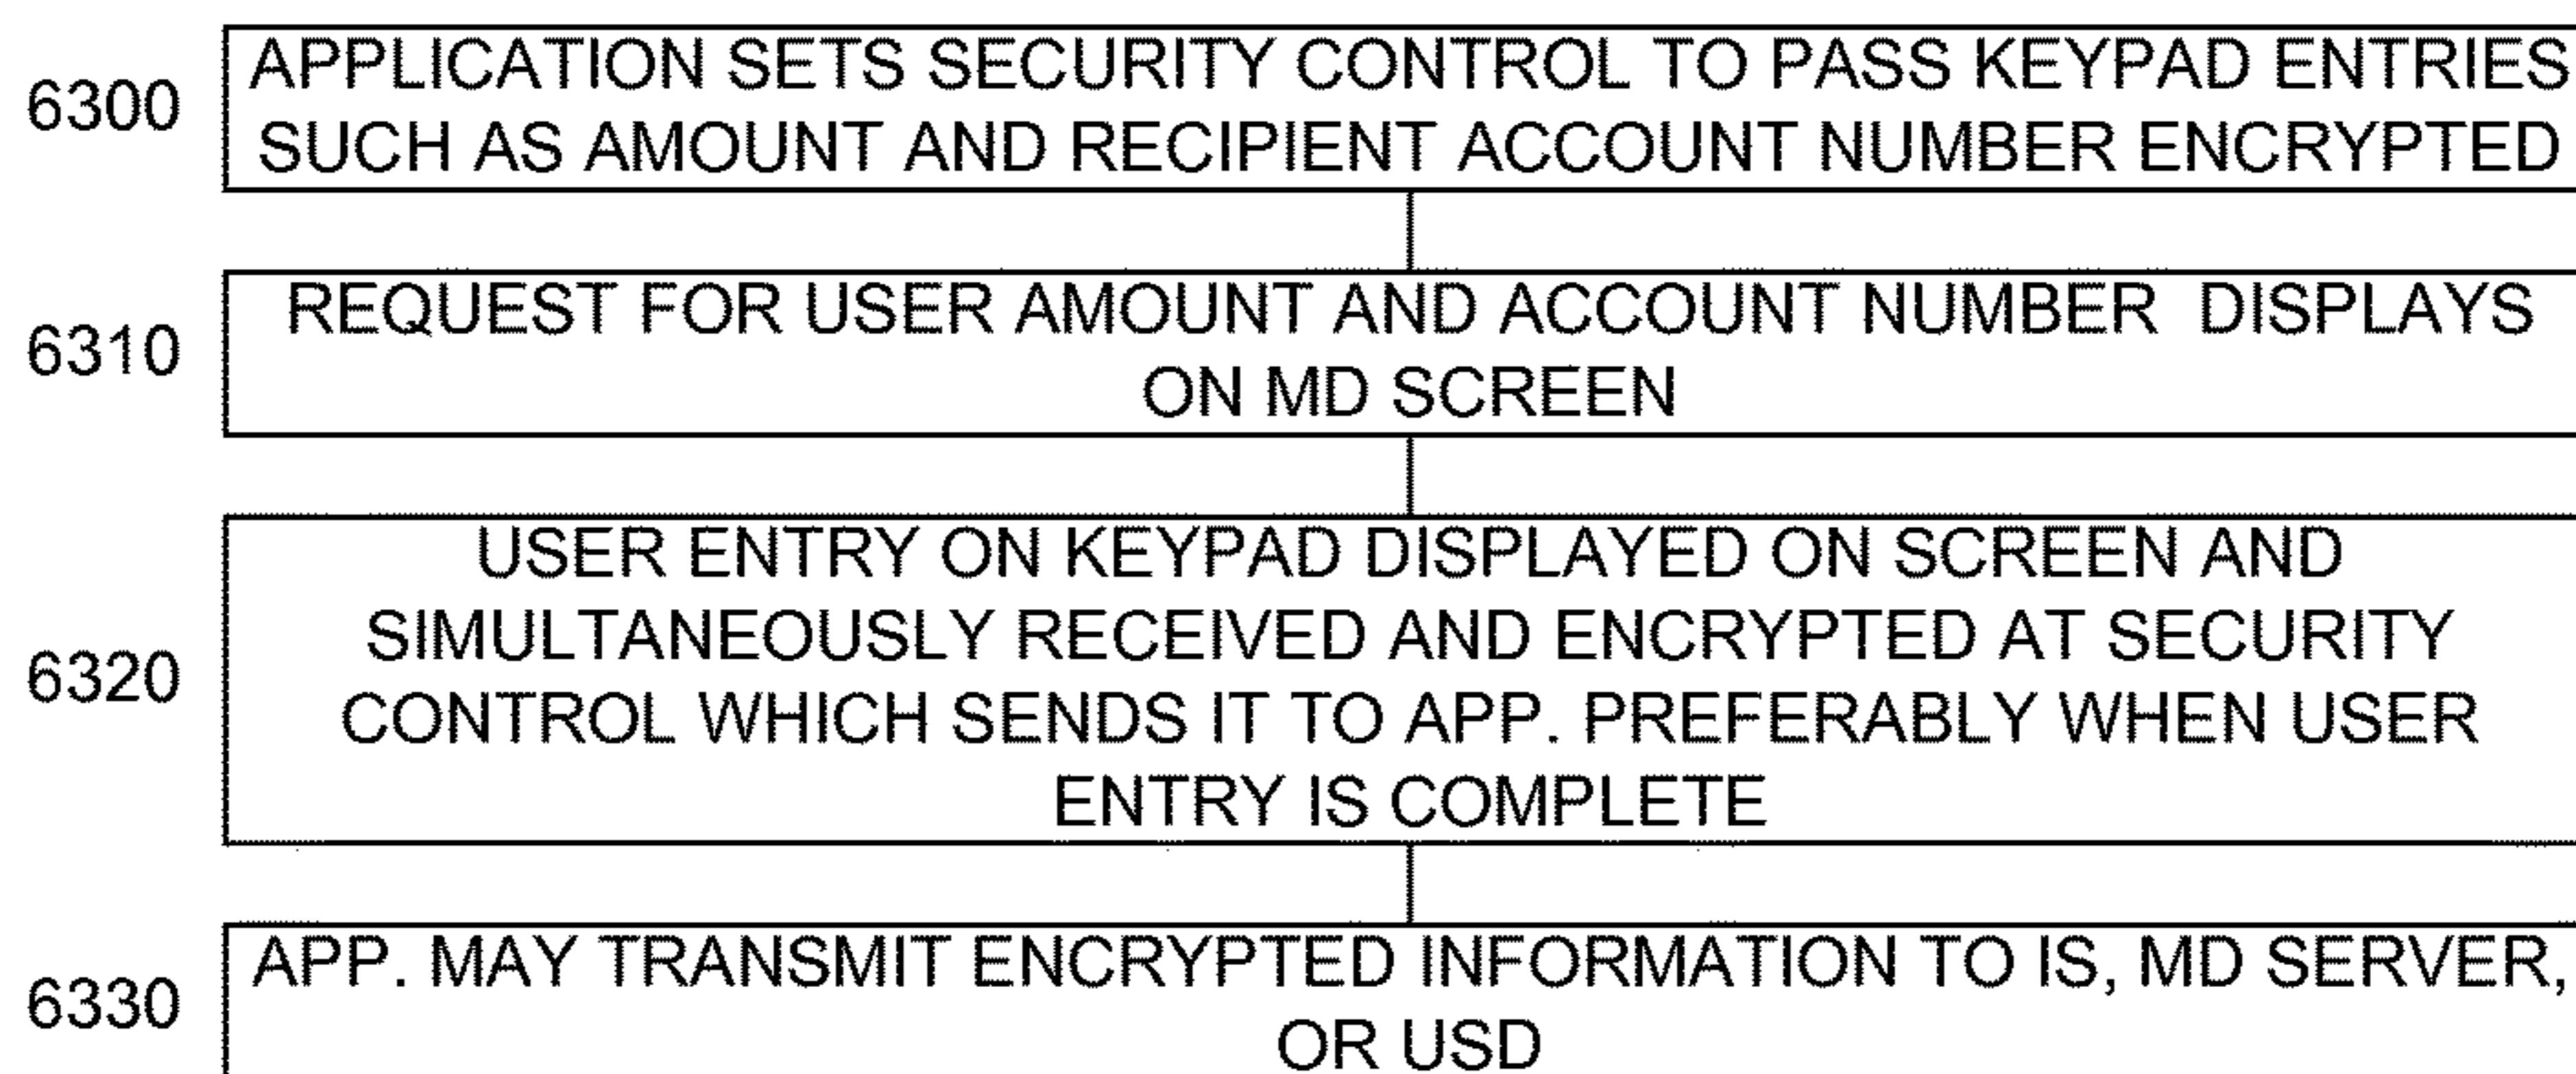 6300
APPLICATION SETS SECURITY CONTROL TO PASS KEYPAD ENTRIES
SUCH AS AMOUNT AND RECIPIENT ACCOUNT NUMBER ENCRYPTED
6310
REQUEST FOR USER AMOUNT AND ACCOUNT NUMBER DISPLAYS
ON MD SCREEN
6320
USER ENTRY ON KEYPAD DISPLAYED ON SCREEN AND
SIMULTANEOUSLY RECEIVED AND ENCRYPTED AT SECURITY
CONTROL WHICH SENDS IT TO APP. PREFERABLY WHEN USER
ENTRY IS COMPLETE
6330
APP. MAY TRANSMIT ENCRYPTED INFORMATION TO IS, MD SERVER,
OR USD